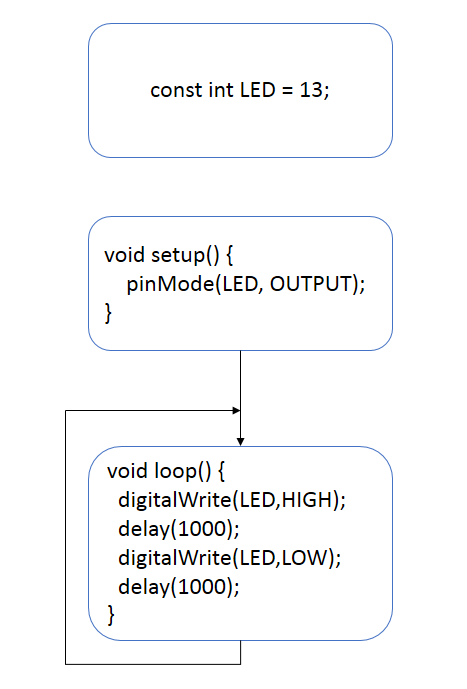 const int LED = 13;
void setup() {
pinMode(LED, OUTPUT);
}
void loop() {
digitalWrite(LED,HIGH);
delay(1000);
digitalWrite(LED,LOW);
delay(1000);
}